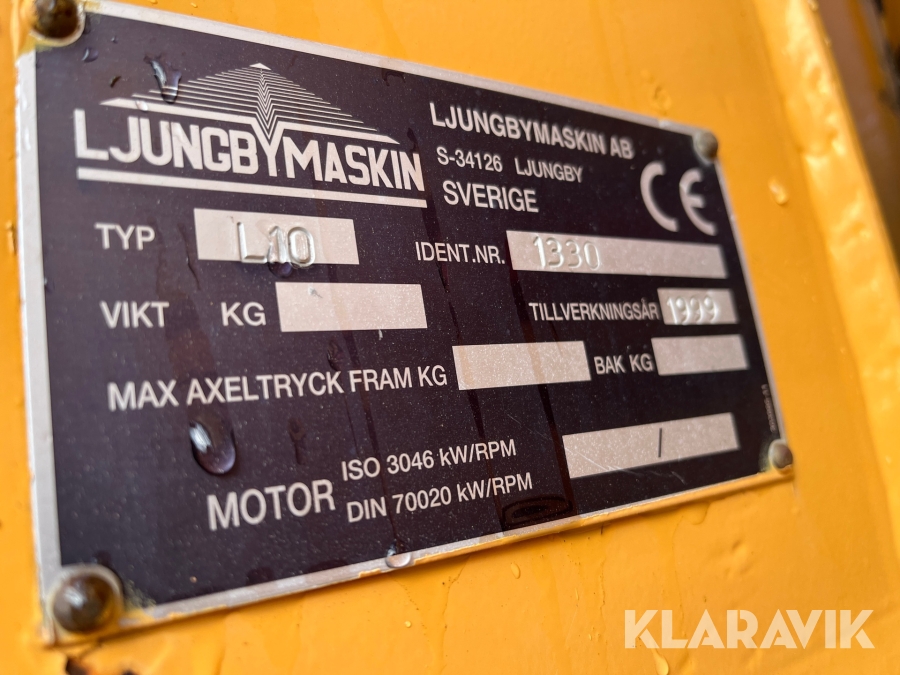 LJUNGBYMASKIN
LJUNGBYMASKIN AB
S-34126 LJUNGBY
SVERIGE
CE
TYP L10
IDENT.NR. 1330
VIKT KG
TILLVERKNINGSÅR 1999
MAX AXELTRYCK FRAM KG
BAK KG
MOTOR
ISO 3046 kW/RPM
DIN 70020 kW/RPM
/
KLARAVIK